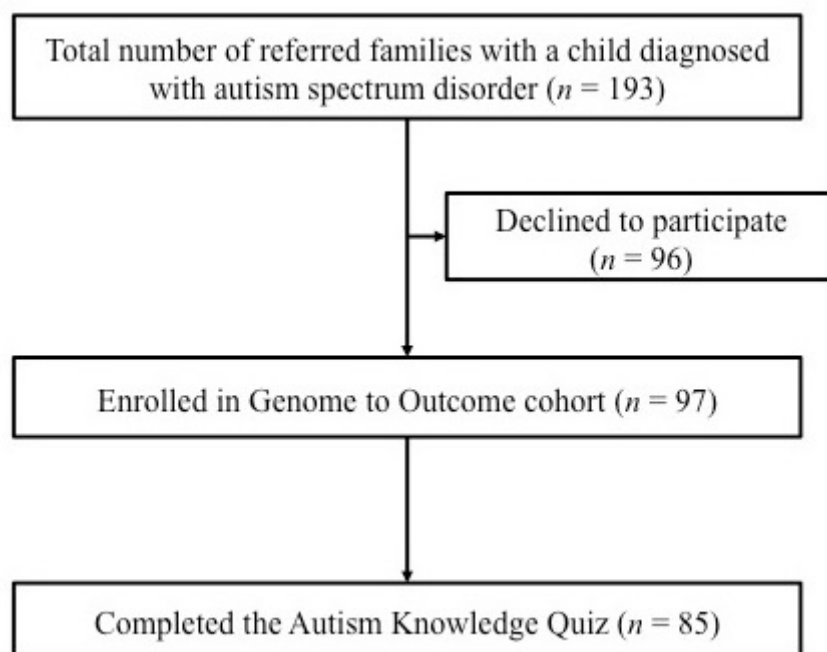 Total number of referred families with a child diagnosed
with autism spectrum disorder (n = 193)
Declined to participate
(n = 96)
Enrolled in Genome to Outcome cohort (n = 97)
Completed the Autism Knowledge Quiz (n = 85)